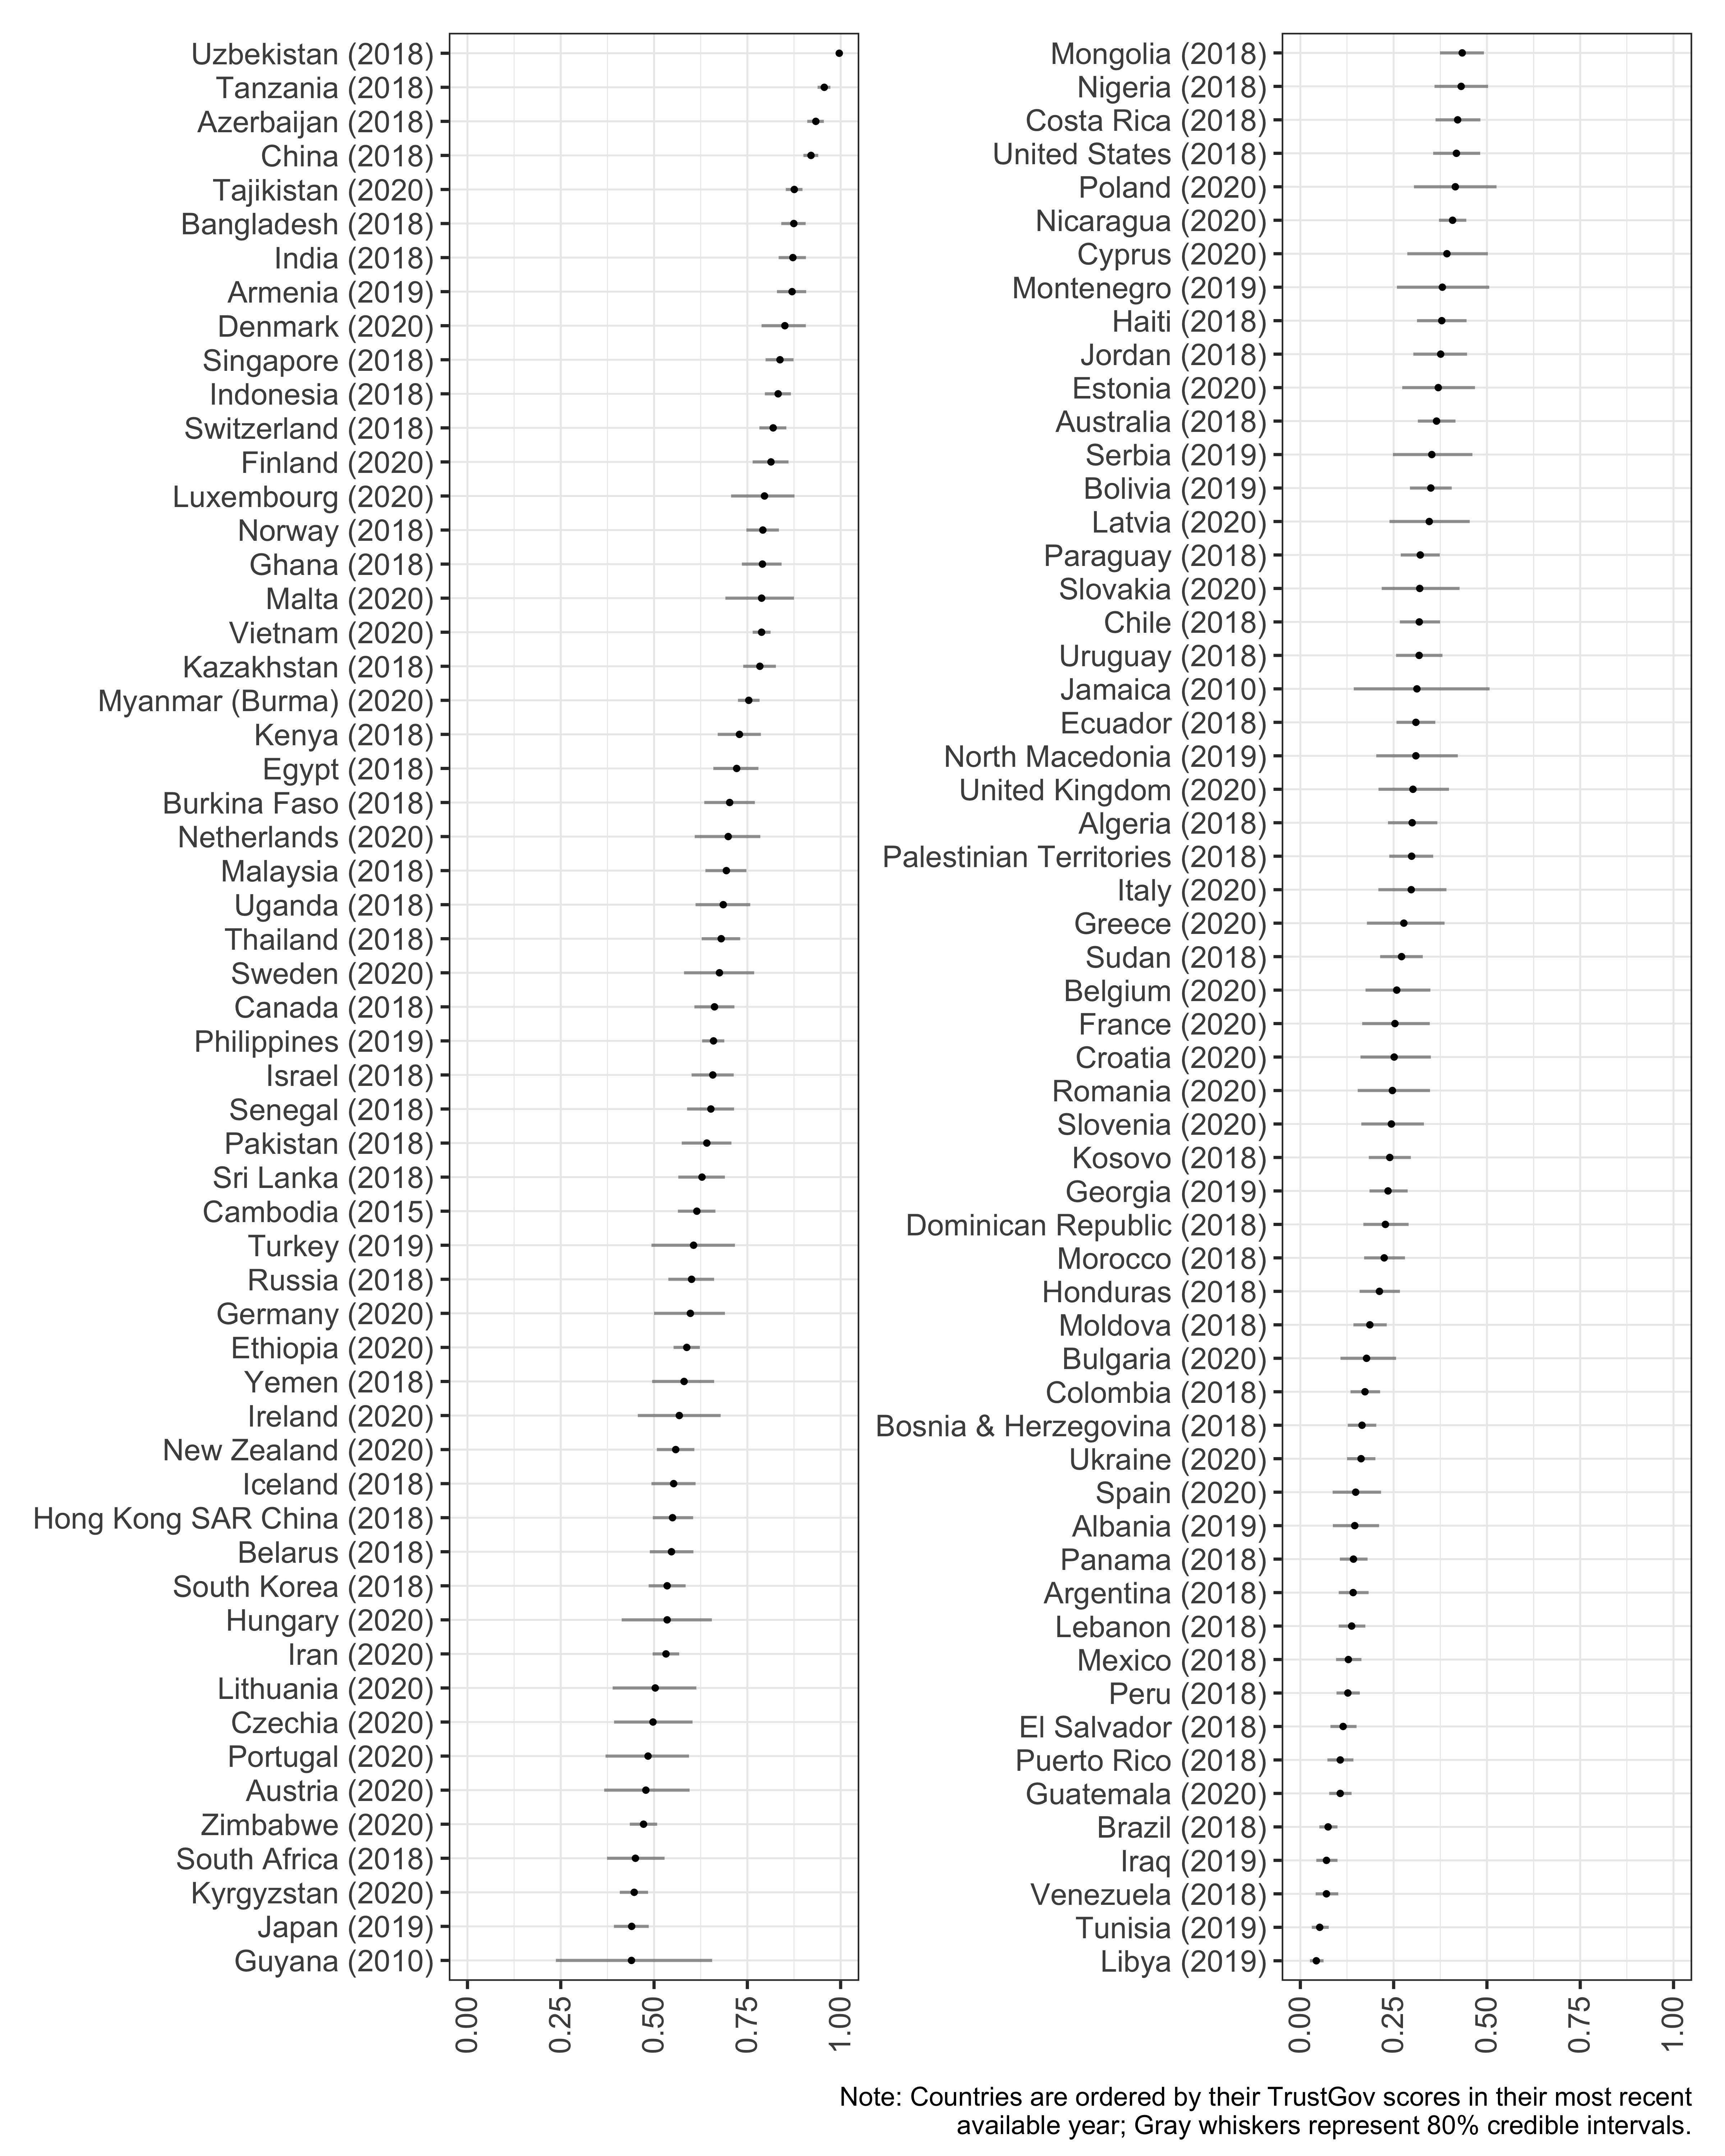 Uzbekistan (2018)
Tanzania (2018)
Azerbaijan (2018)
China (2018)
Tajikistan (2020)
Bangladesh (2018)
India (2018)
Armenia (2019)
Denmark (2020)
Singapore (2018)
Indonesia (2018)
Switzerland (2018)
Finland (2020)
Luxembourg (2020)
Norway (2018)
Ghana (2018)
Malta (2020)
Vietnam (2020)
Kazakhstan (2018)
Myanmar (Burma) (2020)
Kenya (2018)
Egypt (2018)
Burkina Faso (2018)
Netherlands (2020)
Malaysia (2018)
Uganda (2018)
Thailand (2018)
Sweden (2020)
Canada (2018)
Philippines (2019)
Israel (2018)
Senegal (2018)
Pakistan (2018)
Sri Lanka (2018)
Cambodia (2015)
Turkey (2019)
Russia (2018)
Germany (2020)
Ethiopia (2020)
Yemen (2018)
Ireland (2020)
New Zealand (2020)
Iceland (2018)
Hong Kong SAR China (2018)
Belarus (2018)
South Korea (2018)
Hungary (2020)
Iran (2020)
Lithuania (2020)
Czechia (2020)
Portugal (2020)
Austria (2020)
Zimbabwe (2020)
South Africa (2018)
Kyrgyzstan (2020)
Japan (2019)
Guyana (2010)
0.00 0.25 0.50 0.75 1.00
Mongolia (2018)
Nigeria (2018)
Costa Rica (2018)
United States (2018)
Poland (2020)
Nicaragua (2020)
Cyprus (2020)
Montenegro (2019)
Haiti (2018)
Jordan (2018)
Estonia (2020)
Australia (2018)
Serbia (2019)
Bolivia (2019)
Latvia (2020)
Paraguay (2018)
Slovakia (2020)
Chile (2018)
Uruguay (2018)
Jamaica (2010)
Ecuador (2018)
North Macedonia (2019)
United Kingdom (2020)
Algeria (2018)
Palestinian Territories (2018)
Italy (2020)
Greece (2020)
Sudan (2018)
Belgium (2020)
France (2020)
Croatia (2020)
Romania (2020)
Slovenia (2020)
Kosovo (2018)
Georgia (2019)
Dominican Republic (2018)
Morocco (2018)
Honduras (2018)
Moldova (2018)
Bulgaria (2020)
Colombia (2018)
Bosnia & Herzegovina (2018)
Ukraine (2020)
Spain (2020)
Albania (2019)
Panama (2018)
Argentina (2018)
Lebanon (2018)
Mexico (2018)
Peru (2018)
El Salvador (2018)
Puerto Rico (2018)
Guatemala (2020)
Brazil (2018)
Iraq (2019)
Venezuela (2018)
Tunisia (2019)
Libya (2019)
0.00 0.25 0.50 0.75 1.00
Note: Countries are ordered by their TrustGov scores in their most recent
available year; Gray whiskers represent 80% credible intervals.